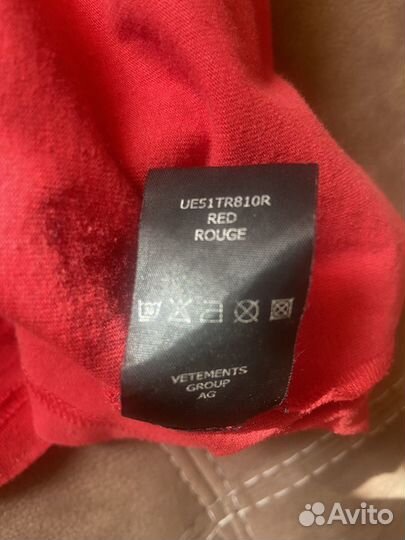 UE51TR810R
RED
ROUGE
VETEMENTS
GROUP
AG
Avito